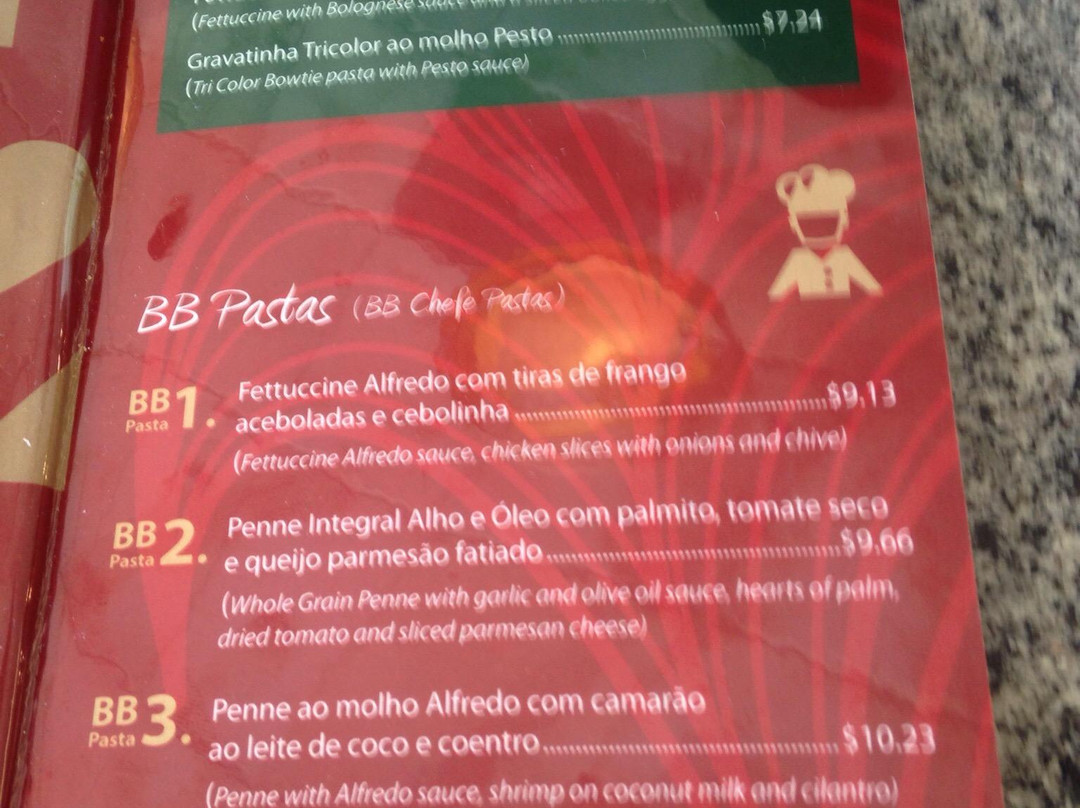 (Fettuccine with Bolognese sauce
Gravatinha Tricolor ao molho Pesto ........ $7,24
(Tri Color Bowtie pasta with Pesto sauce)
BB Pastas (BB Chefe Pastas)
BB Pasta 1. Fettuccine Alfredo com tiras de frango
aceboladas e cebolinha ........ $9,13
(Fettuccine Alfredo sauce, chicken slices with onions and chive)
BB Pasta 2. Penne Integral Alho e Óleo com palmito, tomate seco
e queijo parmesão fatiado ........ $9,66
(Whole Grain Penne with garlic and olive oil sauce, hearts of palm,
dried tomato and sliced parmesan cheese)
BB Pasta 3. Penne ao molho Alfredo com camarão
ao leite de coco e coentro ........ $10,23
(Penne with Alfredo sauce, shrimp on coconut milk and cilantro)